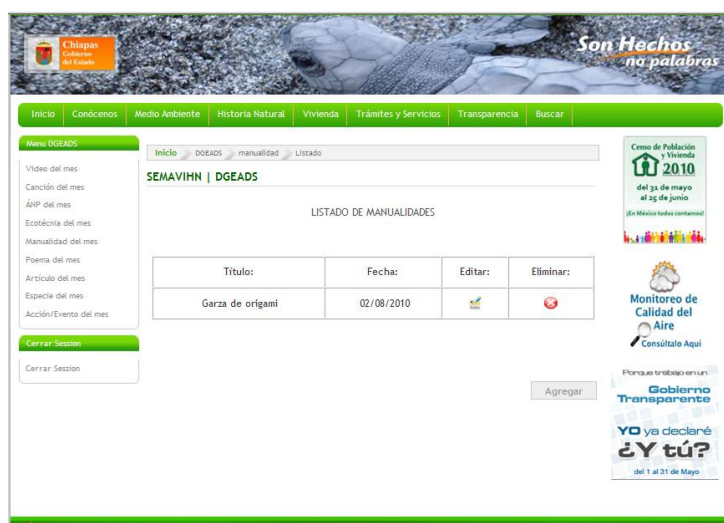 Chiapas
Gobierno
del Estado
Son Hechos
no palabras
Inicio Conócenos Medio Ambiente Historia Natural Vivienda Trámites y Servicios Transparencia Buscar
Menu DGEADS
Video del mes
Canción del mes
ÁNP del mes
Ecotécnia del mes
Manualidad del mes
Poema del mes
Artículo del mes
Especie del mes
Acción/Evento del mes
Cerrar Session
Cerrar Session
Inicio DGEADS manualidad Listado
SEMAVIHN | DGEADS
LISTADO DE MANUALIDADES
Título: Fecha: Editar: Eliminar:
Garza de origami 02/08/2010
Agregar
Censo de Población
y Vivienda
2010
del 31 de mayo
al 25 de junio
¡En México todos contamos!
Monitoreo de
Calidad del
Aire
Consúltalo Aqui
Porque trabajo en un
Gobierno
Transparente
YO ya declaré
¿Y tú?
del 1 al 31 de Mayo